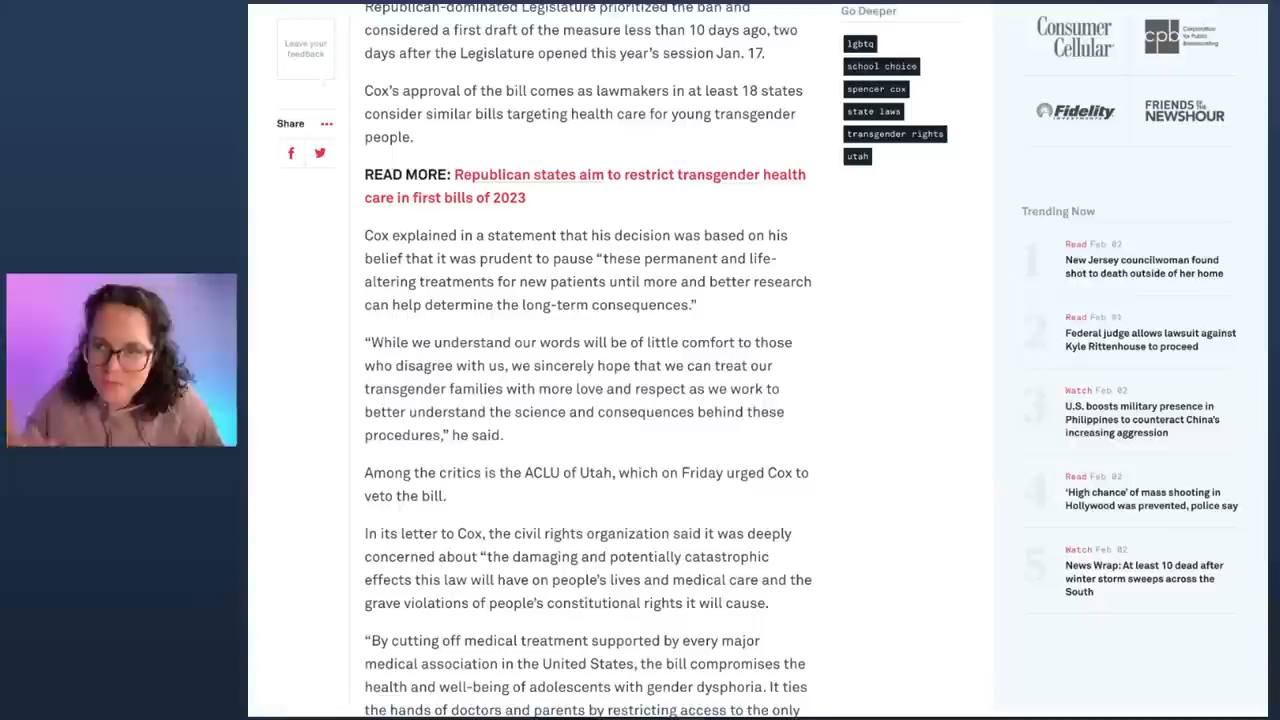 Republican-dominated Legislature prioritized the ban and
considered a first draft of the measure less than 10 days ago, two
days after the Legislature opened this year's session Jan. 17.
Cox's approval of the bill comes as lawmakers in at least 18 states
consider similar bills targeting health care for young transgender
people.
READ MORE: Republican states aim to restrict transgender health
care in first bills of 2023
Cox explained in a statement that his decision was based on his
belief that it was prudent to pause “these permanent and life-
altering treatments for new patients until more and better research
can help determine the long-term consequences.”
“While we understand our words will be of little comfort to those
who disagree with us, we sincerely hope that we can treat our
transgender families with more love and respect as we work to
better understand the science and consequences behind these
procedures,” he said.
Among the critics is the ACLU of Utah, which on Friday urged Cox to
veto the bill.
In its letter to Cox, the civil rights organization said it was deeply
concerned about “the damaging and potentially catastrophic
effects this law will have on people's lives and medical care and the
grave violations of people's constitutional rights it will cause.
“By cutting off medical treatment supported by every major
medical association in the United States, the bill compromises the
health and well-being of adolescents with gender dysphoria. It ties
the hands of doctors and parents by restricting access to the only
Leave your
feedback
Share
Go Deeper
lgbtq
school choice
spencer cox
state laws
transgender rights
utah
Consumer
Cellular
cpb
Corporation
for Public
Broadcasting
Fidelity
INVESTMENTS
FRIENDS OF THE
NEWSHOUR
Trending Now
1
Read Feb 02
New Jersey councilwoman found
shot to death outside of her home
2
Read Feb 01
Federal judge allows lawsuit against
Kyle Rittenhouse to proceed
3
Watch Feb 02
U.S. boosts military presence in
Philippines to counteract China's
increasing aggression
4
Read Feb 02
‘High chance’ of mass shooting in
Hollywood was prevented, police say
5
Watch Feb 02
News Wrap: At least 10 dead after
winter storm sweeps across the
South